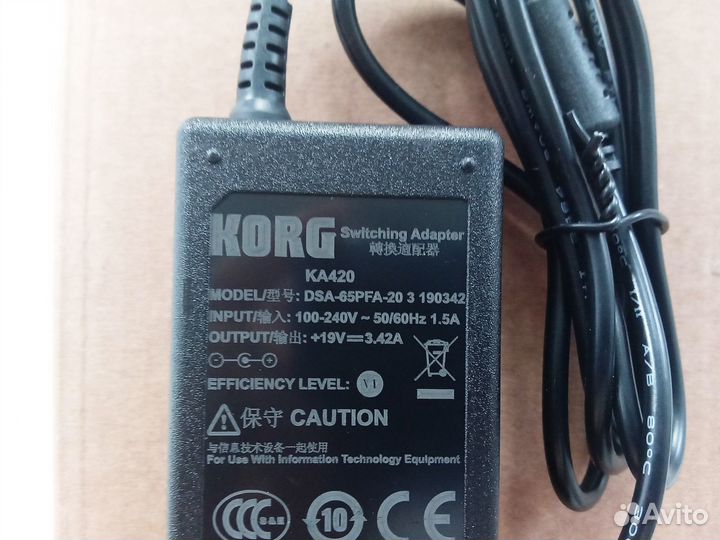 KORG Switching Adapter
轉換適配器
KA420
MODEL/型号: DSA-65PFA-20 3 190342
INPUT/输入: 100-240V ~ 50/60Hz 1.5A
OUTPUT/输出: +19V⎓3.42A
EFFICIENCY LEVEL: VI
保守 CAUTION
与信息技术设备一起使用
For Use With Information Technology Equipment
CCC S&E 10 CE
A/7B 80°C
Avito